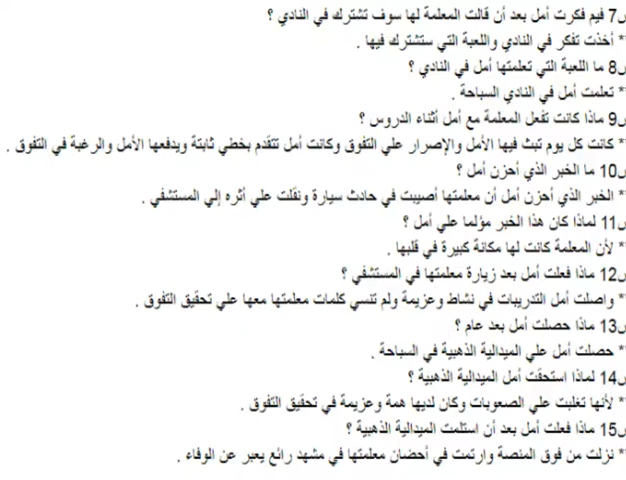 س7 فيم فكرت أمل بعد أن قالت المعلمة لها سوف تشترك في النادي ؟
** أخذت تفكر في النادي واللعبة التي ستشترك فيها .
س8 ما اللعبة التي تعلمتها أمل في النادي ؟
** تعلمت أمل في النادي السباحة .
س9 ماذا كانت تفعل المعلمة مع أمل أثناء الدروس ؟
** كانت كل يوم تبث فيها الأمل والإصرار علي التفوق وكانت أمل تتقدم بخطي ثابتة ويدفعها الأمل والرغبة في التفوق .
س10 ما الخبر الذي أحزن أمل ؟
** الخبر الذي أحزن أمل أن معلمتها أصيبت في حادث سيارة ونقلت علي أثره إلي المستشفي .
س11 لماذا كان هذا الخبر مؤلما علي أمل ؟
** لأن المعلمة كانت لها مكانة كبيرة في قلبها .
س12 ماذا فعلت أمل بعد زيارة معلمتها في المستشفي ؟
** واصلت أمل التدريبات في نشاط وعزيمة ولم تنسي كلمات معلمتها معها علي تحقيق التفوق .
س13 ماذا حصلت أمل بعد عام ؟
** حصلت أمل علي الميدالية الذهبية في السباحة .
س14 لماذا استحقت أمل الميدالية الذهبية ؟
** لأنها تغلبت علي الصعوبات وكان لديها همة وعزيمة في تحقيق التفوق .
س15 ماذا فعلت أمل بعد أن استلمت الميدالية الذهبية ؟
** نزلت من فوق المنصة وارتمت في أحضان معلمتها في مشهد رائع يعبر عن الوفاء .